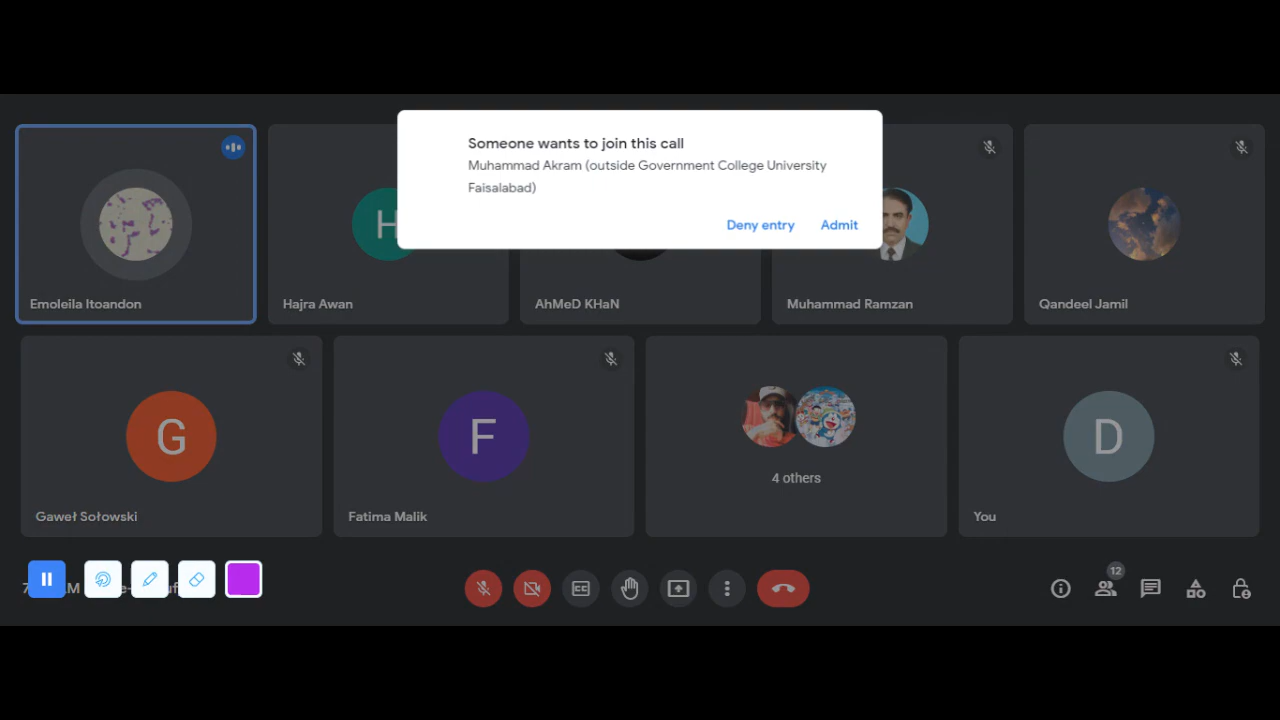 Someone wants to join this call
Muhammad Akram (outside Government College University
Faisalabad)
Deny entry Admit
H
Emoleila Itoandon
Hajra Awan
AhMeD KHaN
Muhammad Ramzan
Qandeel Jamil
G
F
4 others
D
Gaweł Sołowski
Fatima Malik
You
CC
12